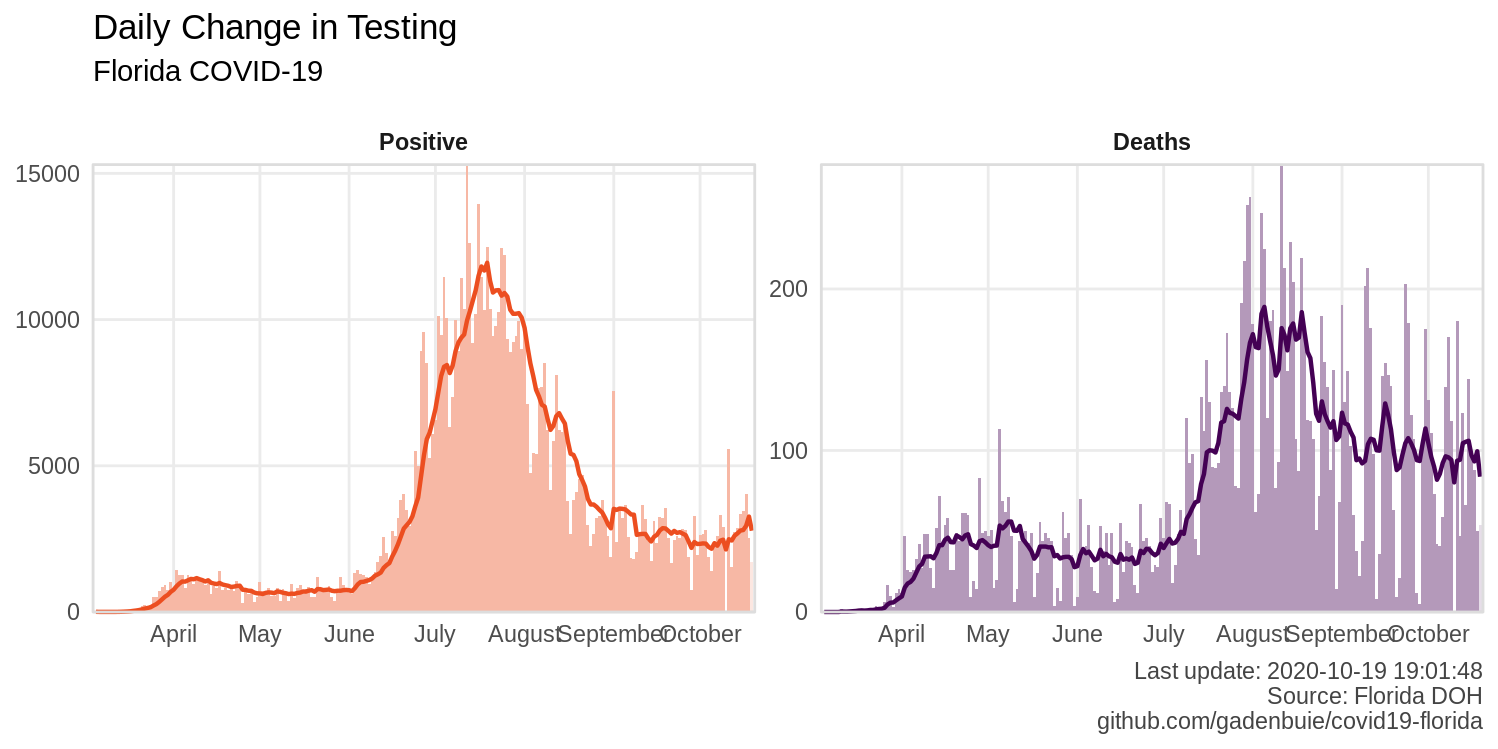 Daily Change in Testing
Florida COVID-19
Positive
Deaths
15000
10000
5000
0
200
100
0
April May June July August September October
April May June July August September October
Last update: 2020-10-19 19:01:48
Source: Florida DOH
github.com/gadenbuie/covid19-florida